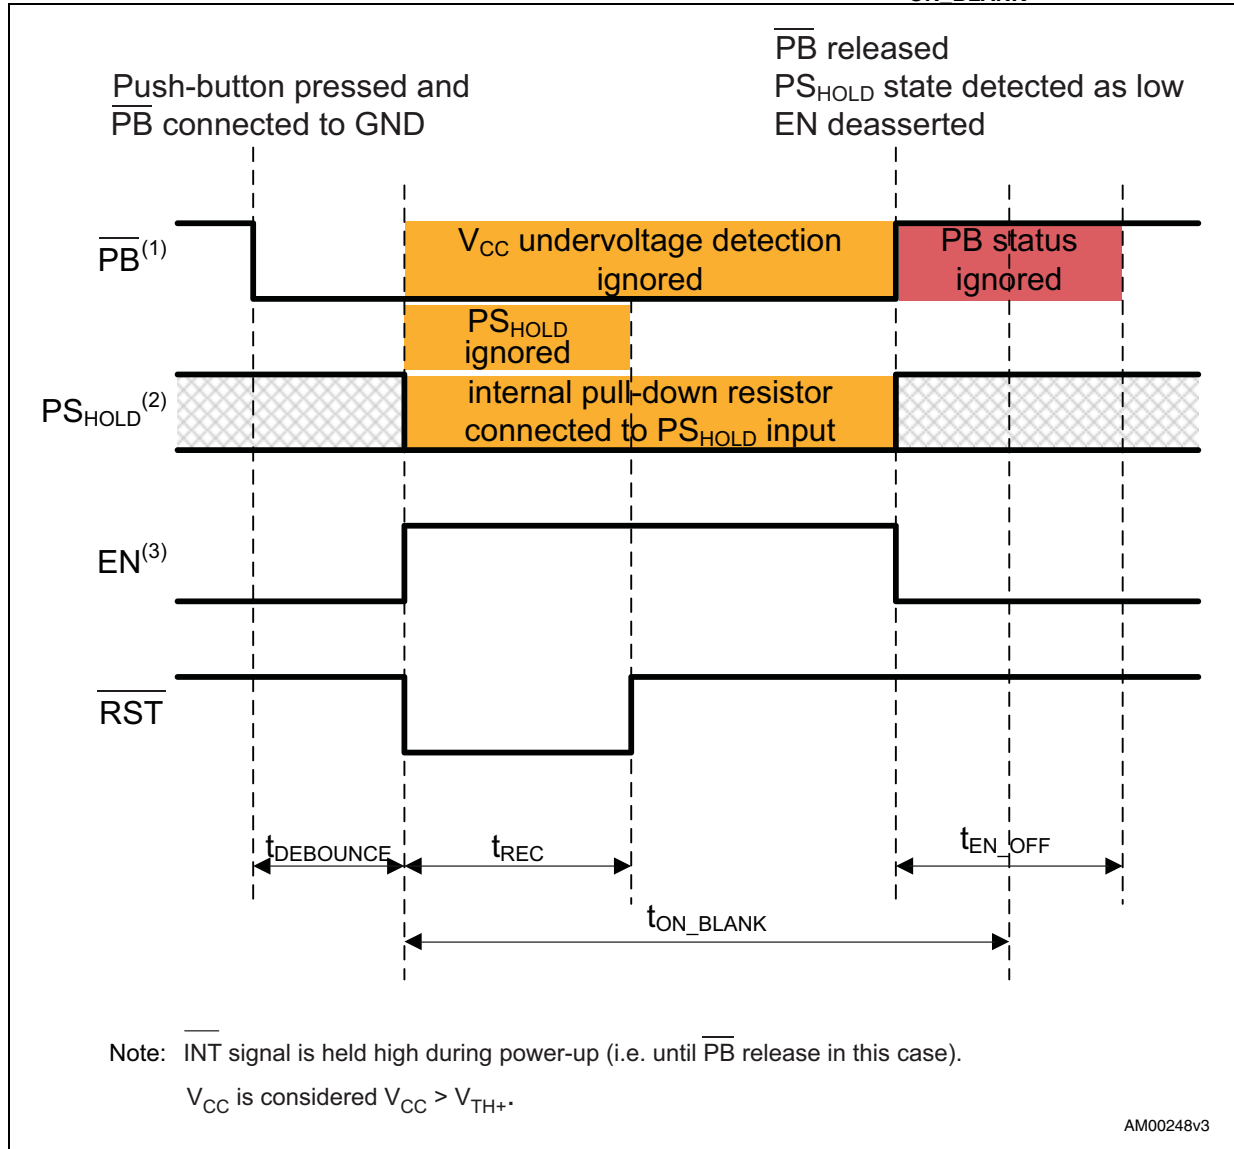 ON_BLANK
PB released
PSHOLD state detected as low
EN deasserted
Push-button pressed and
PB connected to GND
PB(1)
VCC undervoltage detection
ignored
PB status
ignored
PSHOLD
ignored
PSHOLD(2)
internal pull-down resistor
connected to PSHOLD input
EN(3)
RST
tDEBOUNCE
tREC
tEN_OFF
tON_BLANK
Note: INT signal is held high during power-up (i.e. until PB release in this case).
VCC is considered VCC > VTH+.
AM00248v3